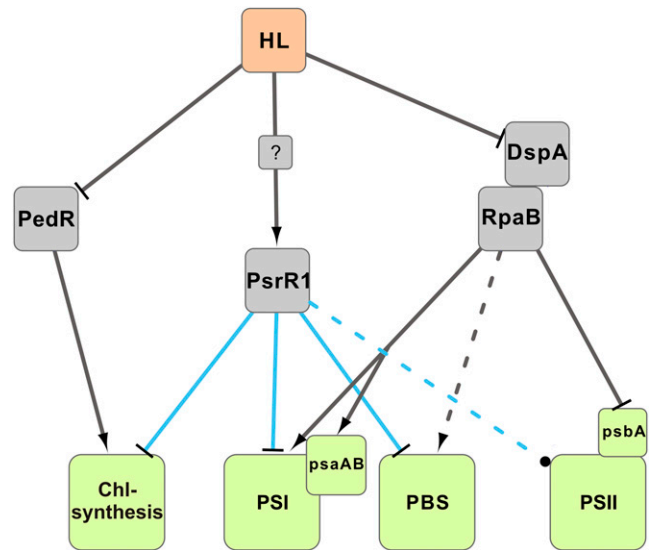 HL
?
DspA
PedR
RpaB
PsrR1
psbA
psaAB
Chl-
synthesis
PSI
PBS
PSII